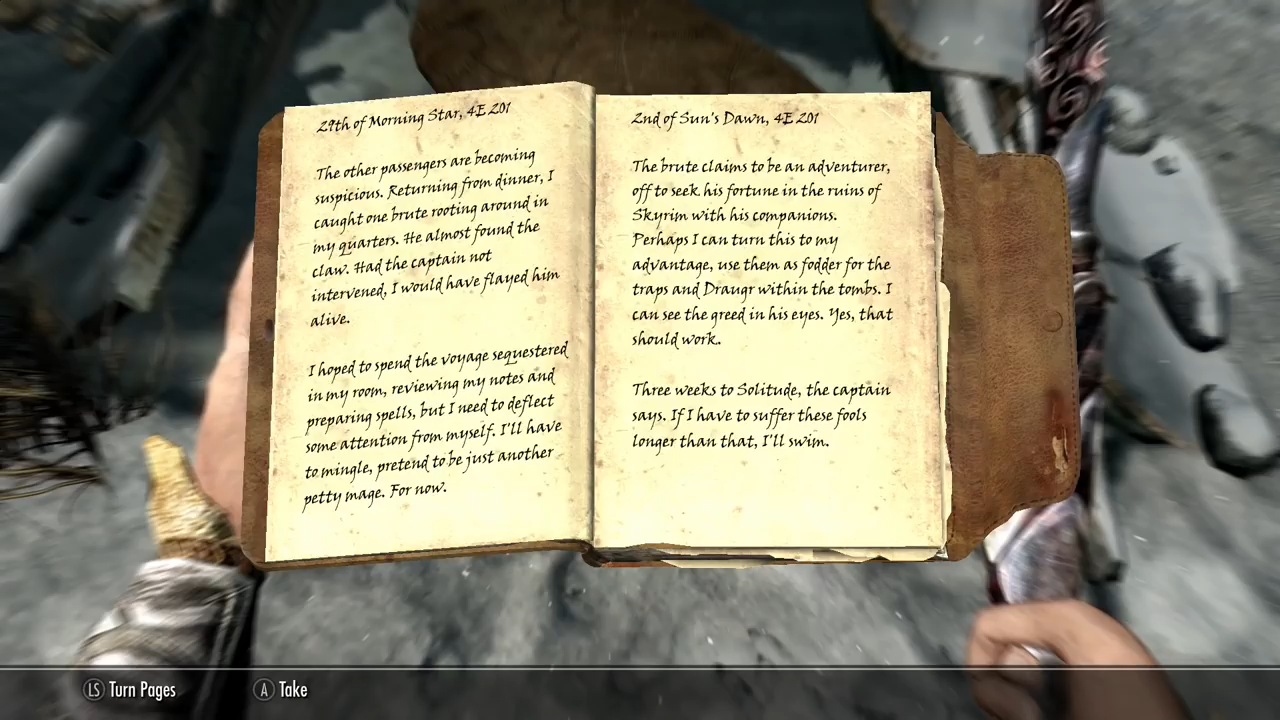 29th of Morning Star, 4E 201
The other passengers are becoming
suspicious. Returning from dinner, I
caught one brute rooting around in
my quarters. He almost found the
claw. Had the captain not
intervened, I would have flayed him
alive.
I hoped to spend the voyage sequestered
in my room, reviewing my notes and
preparing spells, but I need to deflect
some attention from myself. I'll have
to mingle, pretend to be just another
petty mage. For now.
2nd of Sun's Dawn, 4E 201
The brute claims to be an adventurer,
off to seek his fortune in the ruins of
Skyrim with his companions.
Perhaps I can turn this to my
advantage, use them as fodder for the
traps and Draugr within the tombs. I
can see the greed in his eyes. Yes, that
should work.
Three weeks to Solitude, the captain
says. If I have to suffer these fools
longer than that, I'll swim.
LS Turn Pages
A Take